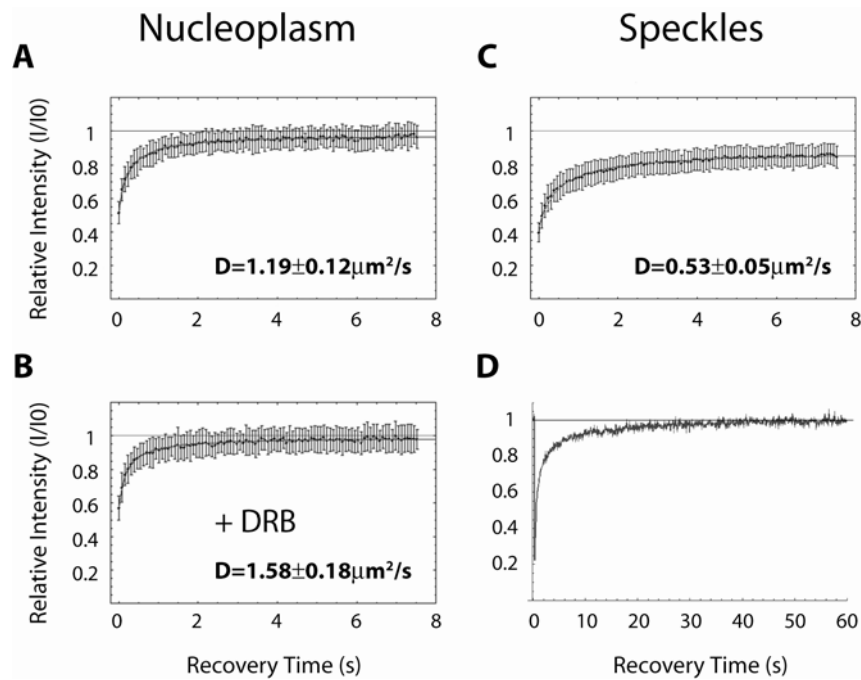 Nucleoplasm
Speckles
A
Relative Intensity (I/I0)
1
0.8
0.6
0.4
0.2
D=1.19±0.12μm²/s
0 2 4 6 8
C
1
0.8
0.6
0.4
0.2
D=0.53±0.05μm²/s
0 2 4 6 8
B
Relative Intensity (I/I0)
1
0.8
0.6
0.4
0.2
+ DRB
D=1.58±0.18μm²/s
0 2 4 6 8
Recovery Time (s)
D
1
0.8
0.6
0.4
0.2
0 10 20 30 40 50 60
Recovery Time (s)